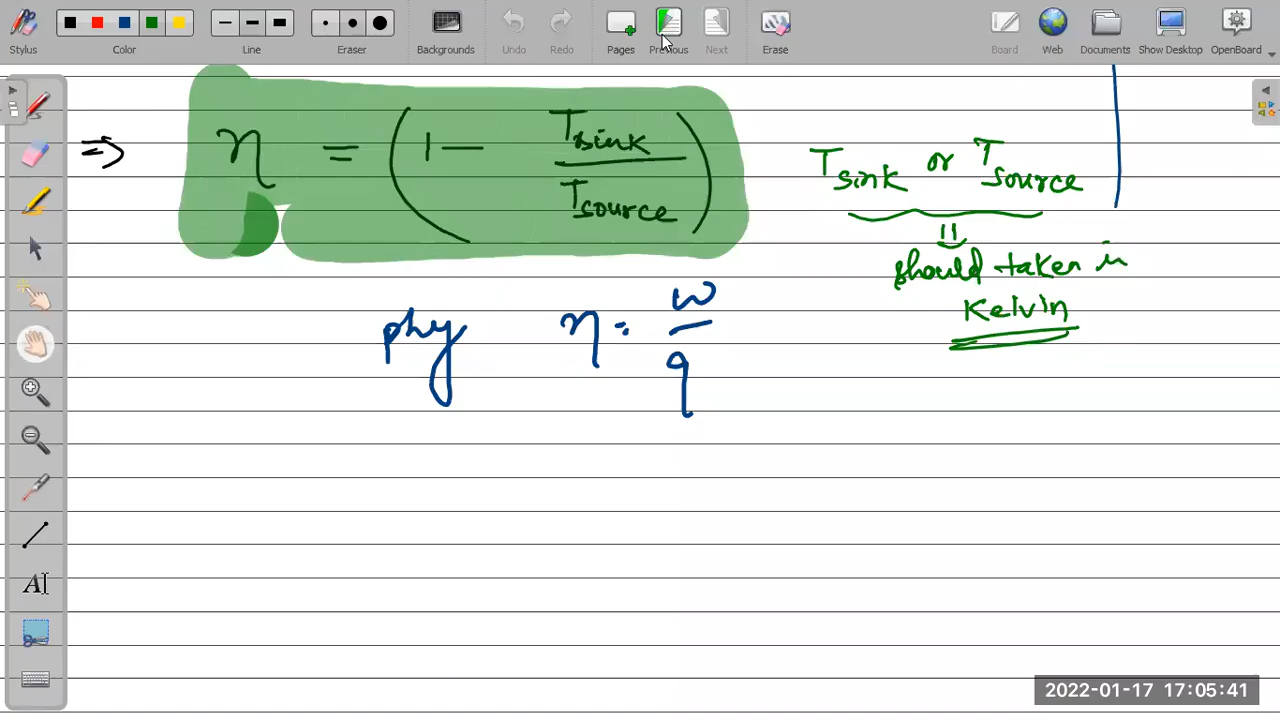 Stylus Color Line Eraser Backgrounds Undo Redo Pages Previous Next Erase Board Web Documents Show Desktop OpenBoard
⇒ η = (1 - Tsink/Tsource)
Tsink or Tsource
should taken in
Kelvin
phy η = w/q
AI
2022-01-17 17:05:41